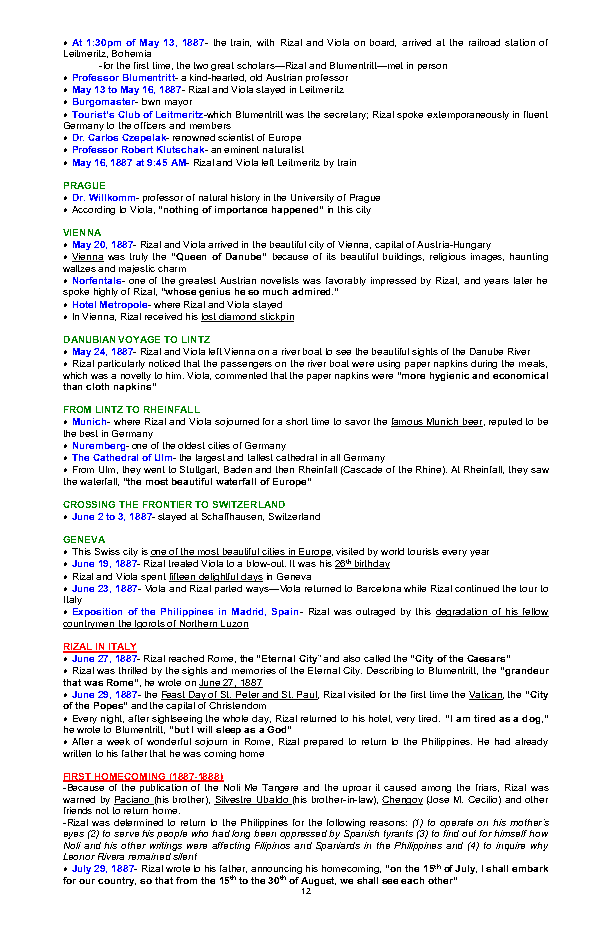 • At 1:30pm of May 13, 1887- the train, with Rizal and Viola on board, arrived at the railroad station of
Leitmeritz, Bohemia
-for the first time, the two great scholars—Rizal and Blumentritt—met in person
• Professor Blumentritt- a kind-hearted, old Austrian professor
• May 13 to May 16, 1887- Rizal and Viola stayed in Leitmeritz
• Burgomaster- town mayor
• Tourist's Club of Leitmeritz-which Blumentritt was the secretary; Rizal spoke extemporaneously in fluent
Germany to the officers and members
• Dr. Carlos Czepelak- renowned scientist of Europe
• Professor Robert Klutschak- an eminent naturalist
• May 16, 1887 at 9:45 AM- Rizal and Viola left Leitmeritz by train
PRAGUE
• Dr. Willkomm- professor of natural history in the University of Prague
• According to Viola, "nothing of importance happened" in this city
VIENNA
• May 20, 1887- Rizal and Viola arrived in the beautiful city of Vienna, capital of Austria-Hungary
• Vienna was truly the "Queen of Danube" because of its beautiful buildings, religious images, haunting
waltzes and majestic charm
• Norfentals- one of the greatest Austrian novelists was favorably impressed by Rizal, and years later he
spoke highly of Rizal, "whose genius he so much admired."
• Hotel Metropole- where Rizal and Viola stayed
• In Vienna, Rizal received his lost diamond stickpin
DANUBIAN VOYAGE TO LINTZ
• May 24, 1887- Rizal and Viola left Vienna on a river boat to see the beautiful sights of the Danube River
• Rizal particularly noticed that the passengers on the river boat were using paper napkins during the meals,
which was a novelty to him. Viola, commented that the paper napkins were "more hygienic and economical
than cloth napkins"
FROM LINTZ TO RHEINFALL
• Munich- where Rizal and Viola sojourned for a short time to savor the famous Munich beer, reputed to be
the best in Germany
• Nuremberg- one of the oldest cities of Germany
• The Cathedral of Ulm- the largest and tallest cathedral in all Germany
• From Ulm, they went to Stuttgart, Baden and then Rheinfall (Cascade of the Rhine). At Rheinfall, they saw
the waterfall, "the most beautiful waterfall of Europe"
CROSSING THE FRONTIER TO SWITZERLAND
• June 2 to 3, 1887- stayed at Schaffhausen, Switzerland
GENEVA
• This Swiss city is one of the most beautiful cities in Europe, visited by world tourists every year
• June 19, 1887- Rizal treated Viola to a blow-out. It was his 26th birthday
• Rizal and Viola spent fifteen delightful days in Geneva
• June 23, 1887- Viola and Rizal parted ways—Viola returned to Barcelona while Rizal continued the tour to
Italy
• Exposition of the Philippines in Madrid, Spain- Rizal was outraged by this degradation of his fellow
countrymen the Igorots of Northern Luzon
RIZAL IN ITALY
• June 27, 1887- Rizal reached Rome, the "Eternal City" and also called the "City of the Caesars"
• Rizal was thrilled by the sights and memories of the Eternal City. Describing to Blumentritt, the "grandeur
that was Rome", he wrote on June 27, 1887
• June 29, 1887- the Feast Day of St. Peter and St. Paul, Rizal visited for the first time the Vatican, the "City
of the Popes" and the capital of Christendom
• Every night, after sightseeing the whole day, Rizal returned to his hotel, very tired. "I am tired as a dog,"
he wrote to Blumentritt, "but I will sleep as a God"
• After a week of wonderful sojourn in Rome, Rizal prepared to return to the Philippines. He had already
written to his father that he was coming home
FIRST HOMECOMING (1887-1888)
-Because of the publication of the Noli Me Tangere and the uproar it caused among the friars, Rizal was
warned by Paciano (his brother), Silvestre Ubaldo (his brother-in-law), Chengoy (Jose M. Cecilio) and other
friends not to return home.
-Rizal was determined to return to the Philippines for the following reasons: (1) to operate on his mother's
eyes (2) to serve his people who had long been oppressed by Spanish tyrants (3) to find out for himself how
Noli and his other writings were affecting Filipinos and Spaniards in the Philippines and (4) to inquire why
Leonor Rivera remained silent
• July 29, 1887- Rizal wrote to his father, announcing his homecoming, "on the 15th of July, I shall embark
for our country, so that from the 15th to the 30th of August, we shall see each other"
12